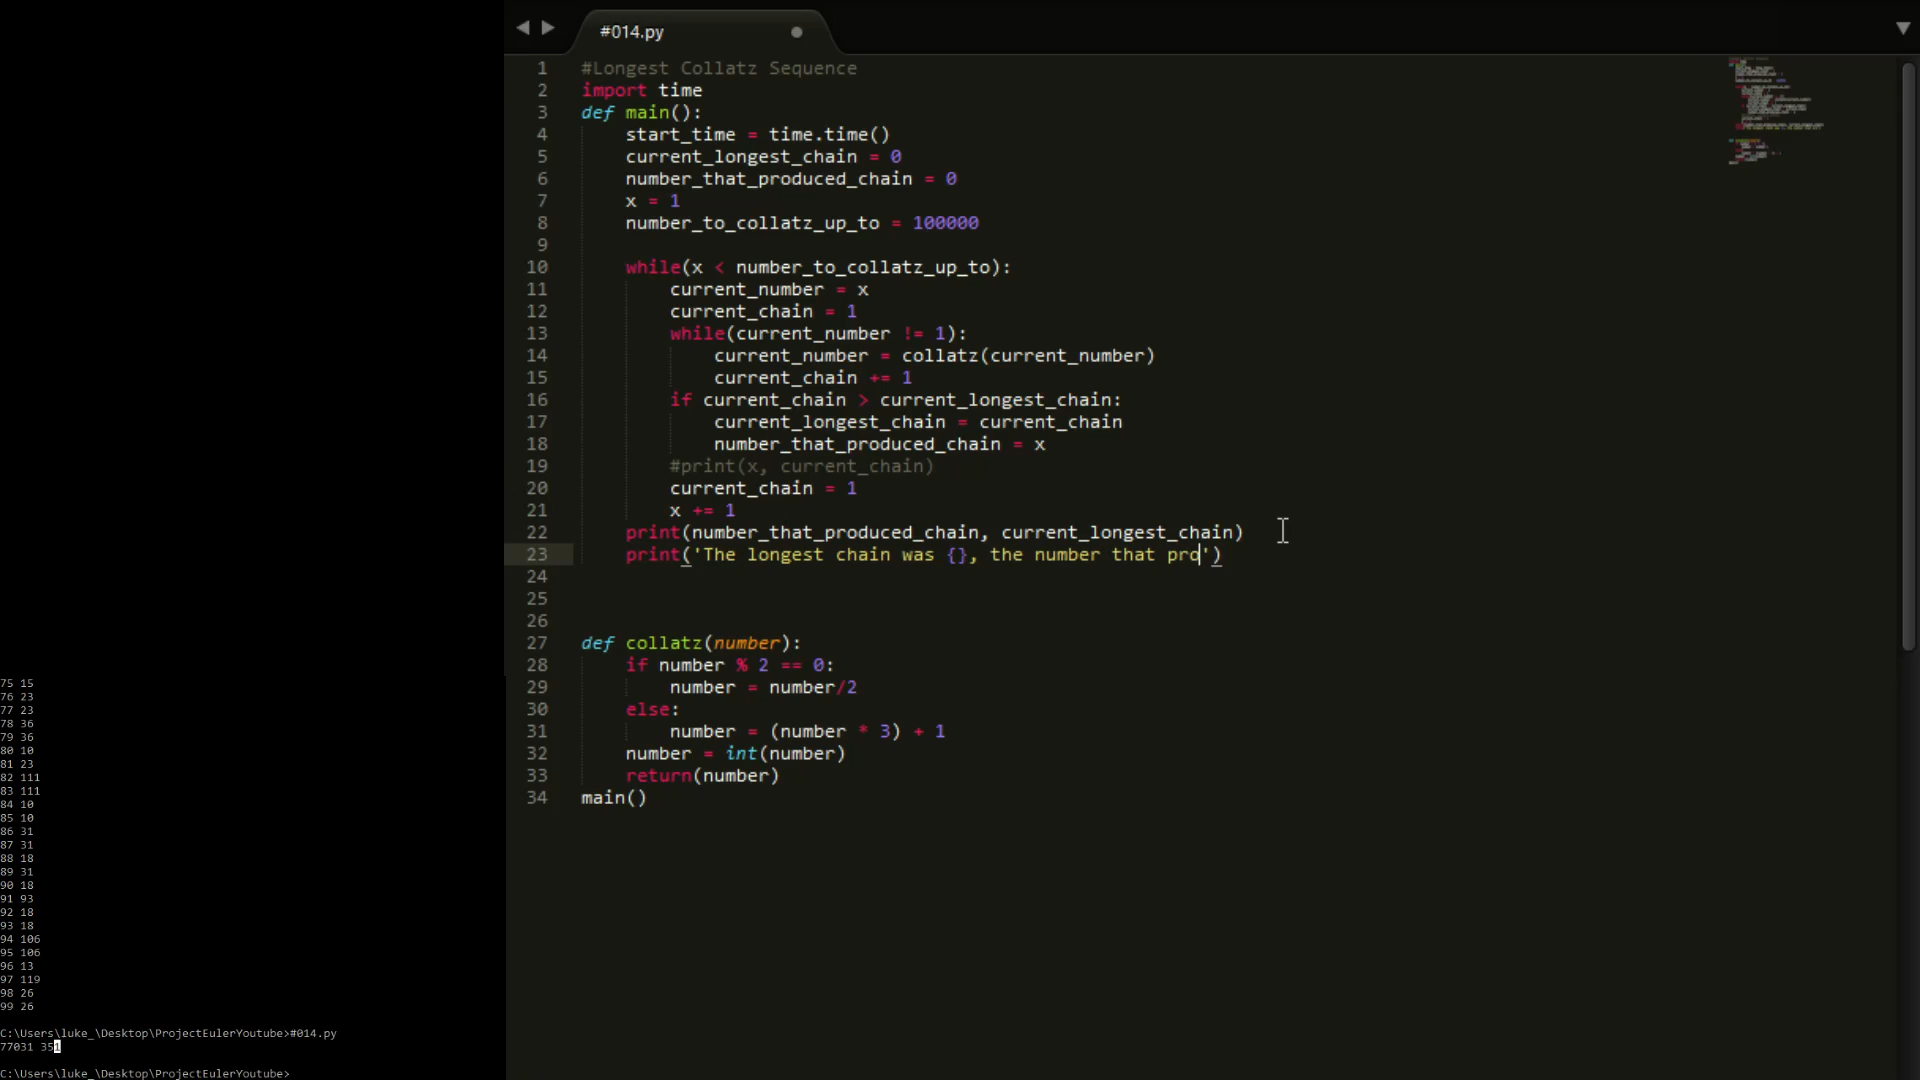 75 15
76 23
77 23
78 36
79 36
80 10
81 23
82 111
83 111
84 10
85 10
86 31
87 31
88 18
89 31
90 18
91 93
92 18
93 18
94 106
95 106
96 13
97 119
98 26
99 26
C:\Users\luke_\Desktop\ProjectEulerYoutube>#014.py
77031 351
C:\Users\luke_\Desktop\ProjectEulerYoutube>
#014.py
1 #Longest Collatz Sequence
2 import time
3 def main():
4 start_time = time.time()
5 current_longest_chain = 0
6 number_that_produced_chain = 0
7 x = 1
8 number_to_collatz_up_to = 100000
9
10 while(x < number_to_collatz_up_to):
11 current_number = x
12 current_chain = 1
13 while(current_number != 1):
14 current_number = collatz(current_number)
15 current_chain += 1
16 if current_chain > current_longest_chain:
17 current_longest_chain = current_chain
18 number_that_produced_chain = x
19 #print(x, current_chain)
20 current_chain = 1
21 x += 1
22 print(number_that_produced_chain, current_longest_chain)
23 print('The longest chain was {}, the number that pro')
24
25
26
27 def collatz(number):
28 if number % 2 == 0:
29 number = number/2
30 else:
31 number = (number * 3) + 1
32 number = int(number)
33 return(number)
34 main()